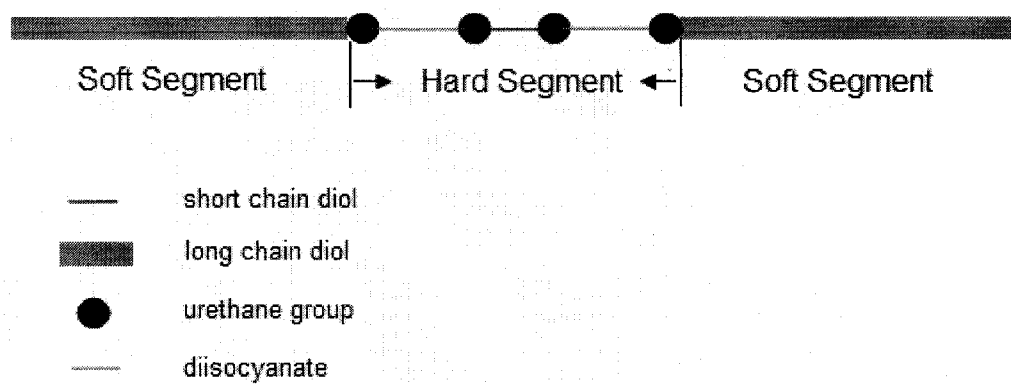 Soft Segment Hard Segment Soft Segment
short chain diol
long chain diol
urethane group
diisocyanate